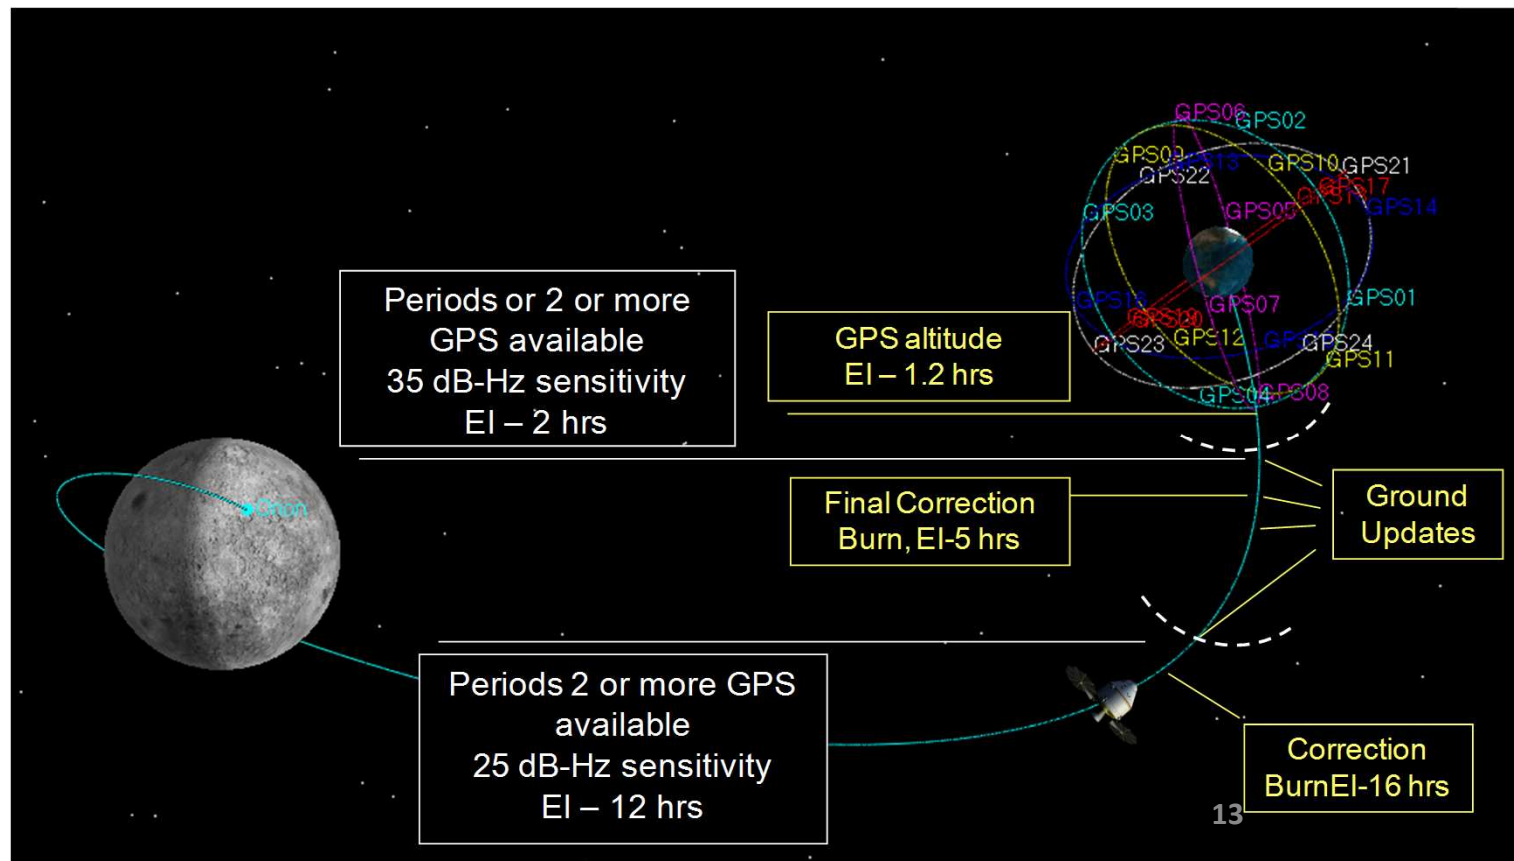 GPS06
GPS02
GPS09
GPS13
GPS10
GPS21
GPS22
GPS17
GPS03
GPS05
GPS14
GPS07
GPS01
GPS12
GPS23
GPS24
GPS11
GPS04
GPS08
Periods or 2 or more
GPS available
35 dB-Hz sensitivity
EI – 2 hrs
GPS altitude
EI – 1.2 hrs
Final Correction
Burn, EI-5 hrs
Ground
Updates
Orion
Periods 2 or more GPS
available
25 dB-Hz sensitivity
EI – 12 hrs
Correction
BurnEI-16 hrs
13